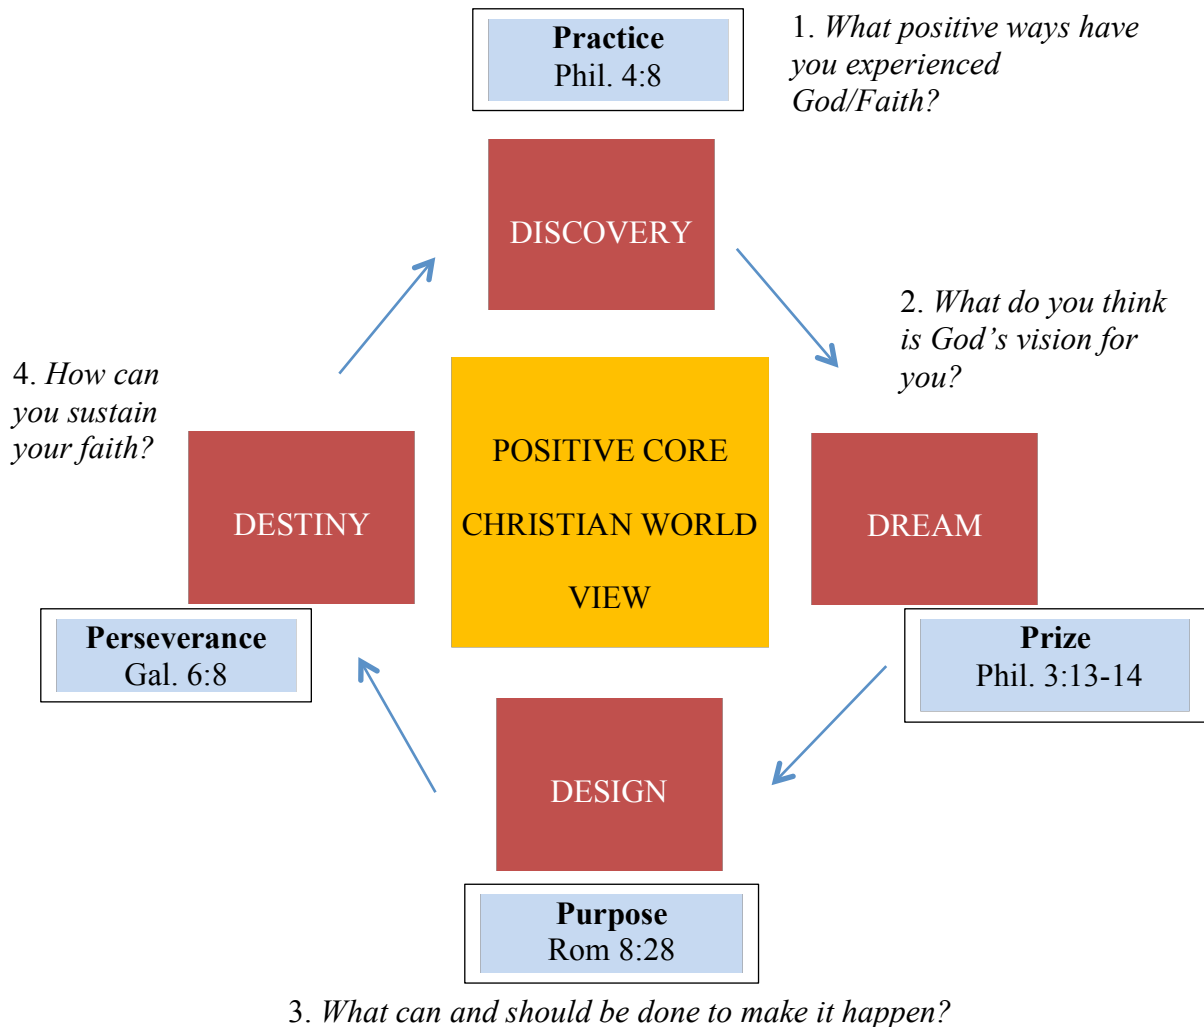 Practice
Phil. 4:8
1. What positive ways have
you experienced
God/Faith?
DISCOVERY
2. What do you think
is God’s vision for
you?
4. How can
you sustain
your faith?
POSITIVE CORE
CHRISTIAN WORLD
VIEW
DESTINY
DREAM
Perseverance
Gal. 6:8
Prize
Phil. 3:13-14
DESIGN
Purpose
Rom 8:28
3. What can and should be done to make it happen?